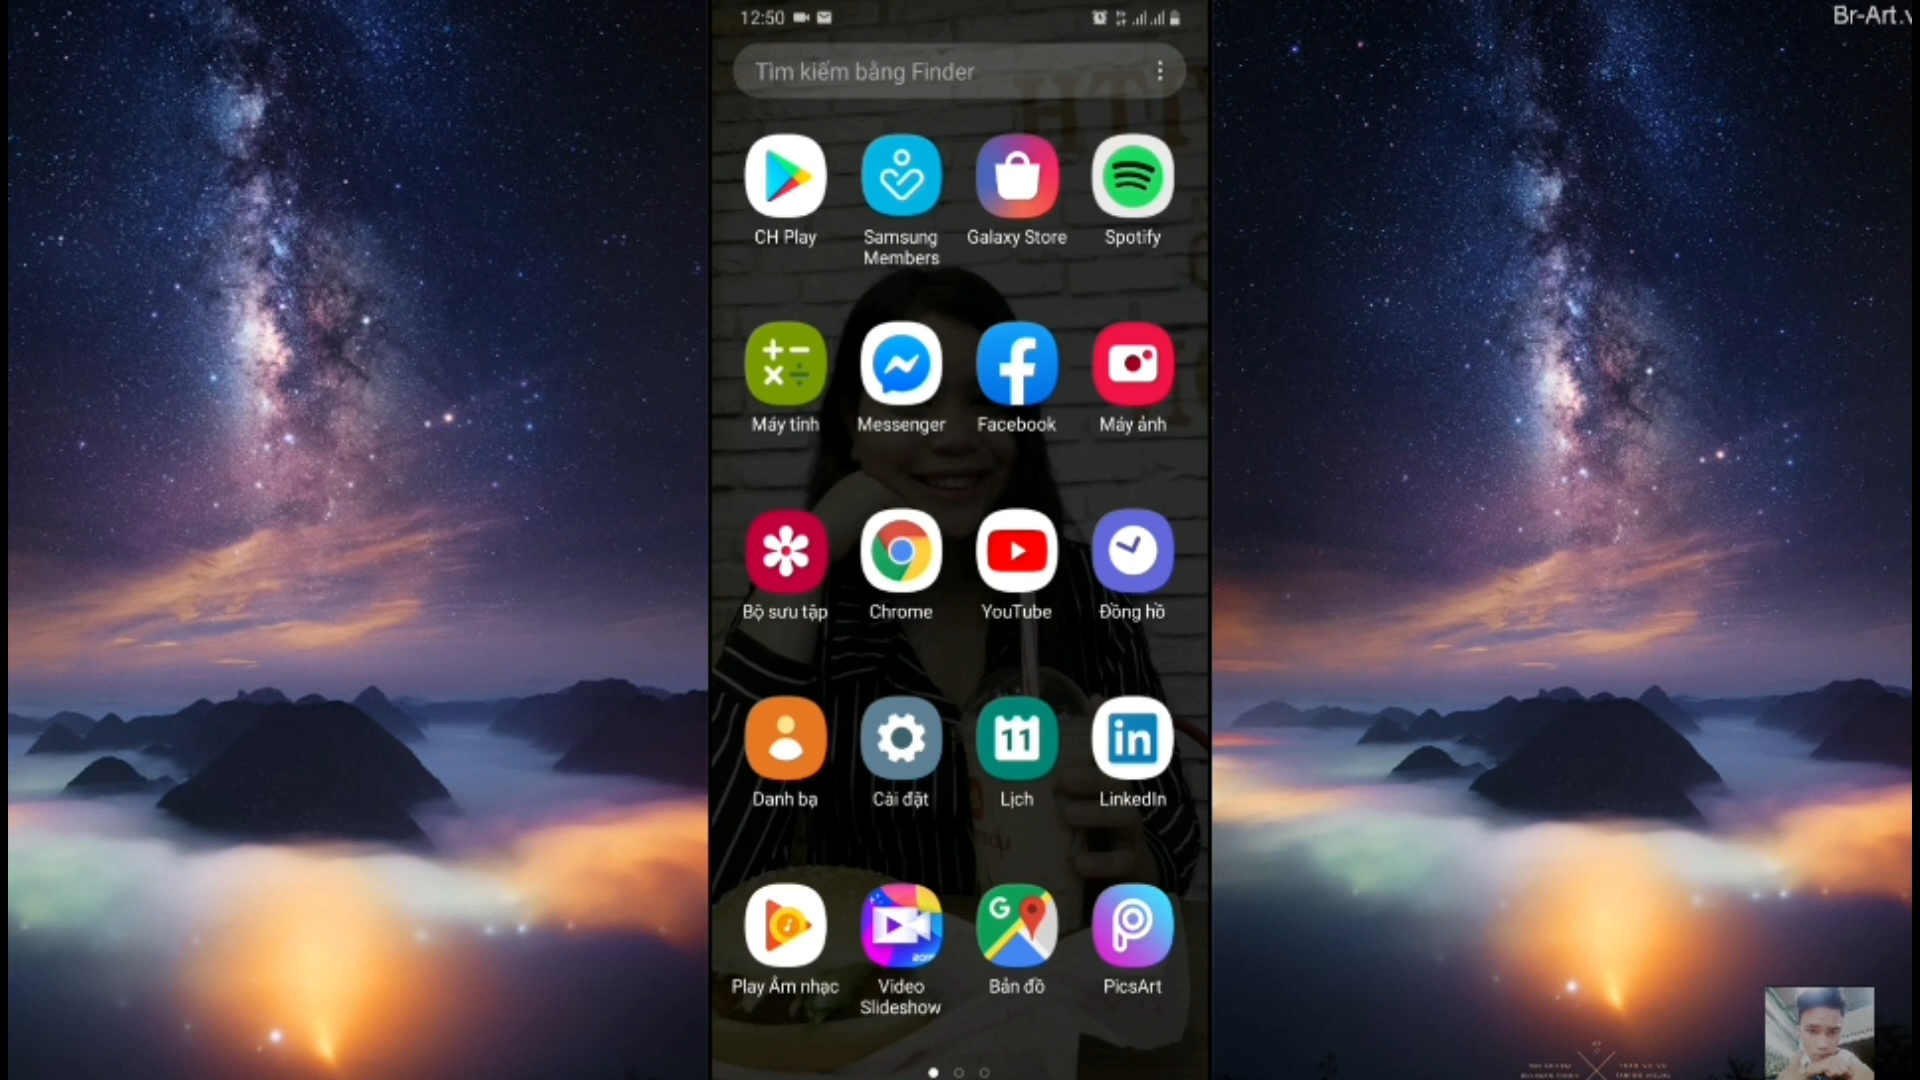 Br-Art.v
12:50
Tìm kiếm bằng Finder
CH Play
Samsung
Members
Galaxy Store
Spotify
Máy tính
Messenger
Facebook
Máy ảnh
Bộ sưu tập
Chrome
YouTube
Đồng hồ
Danh bạ
Cài đặt
11
Lịch
in
LinkedIn
Play Âm nhạc
Video
Slideshow
G
Bản đồ
PicsArt